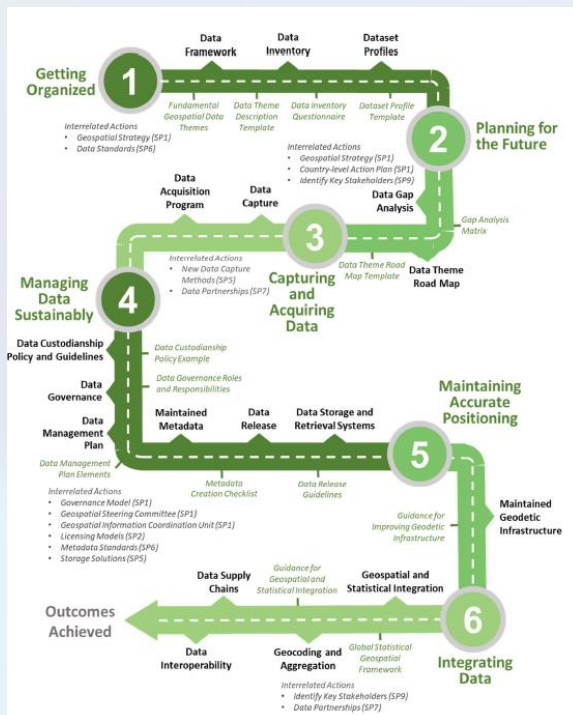 Data
Framework
Data
Inventory
Dataset
Profiles
Getting
Organized
1
Fundamental
Geospatial Data
Themes
Data Theme
Description
Template
Data Inventory
Questionnaire
Dataset Profile
Template
Interrelated Actions
• Geospatial Strategy (SP1)
• Data Standards (SP6)
2
Planning for
the Future
Interrelated Actions
• Geospatial Strategy (SP1)
• Country-level Action Plan (SP1)
• Identify Key Stakeholders (SP9)
Data Gap
Analysis
Gap Analysis
Matrix
Data Theme
Road Map
Data Theme Road
Map Template
Data
Acquisition
Program
Data
Capture
3
Capturing and
Acquiring
Data
Interrelated Actions
• New Data Capture
Methods (SP5)
• Data Partnerships (SP7)
Managing
Data
Sustainably
4
Data Custodianship
Policy and Guidelines
Data Custodianship
Policy Example
Data
Governance
Data Governance Roles
and Responsibilities
Data
Management
Plan
Data Management
Plan Elements
Maintained
Metadata
Data
Release
Data Storage and
Retrieval Systems
Metadata
Creation Checklist
Data Release
Guidelines
Interrelated Actions
• Governance Model (SP1)
• Geospatial Steering Committee (SP1)
• Geospatial Information Coordination Unit (SP1)
• Licensing Models (SP2)
• Metadata Standards (SP6)
• Storage Solutions (SP5)
Maintaining
Accurate
Positioning
5
Guidance for
Improving Geodetic
Infrastructure
Maintained
Geodetic
Infrastructure
6
Integrating
Data
Geospatial and
Statistical Integration
Guidance for
Geospatial and
Statistical Integration
Data Supply
Chains
Global Statistical
Geospatial
Framework
Geocoding and
Aggregation
Data
Interoperability
Interrelated Actions
• Identify Key Stakeholders (SP9)
• Data Partnerships (SP7)
Outcomes
Achieved